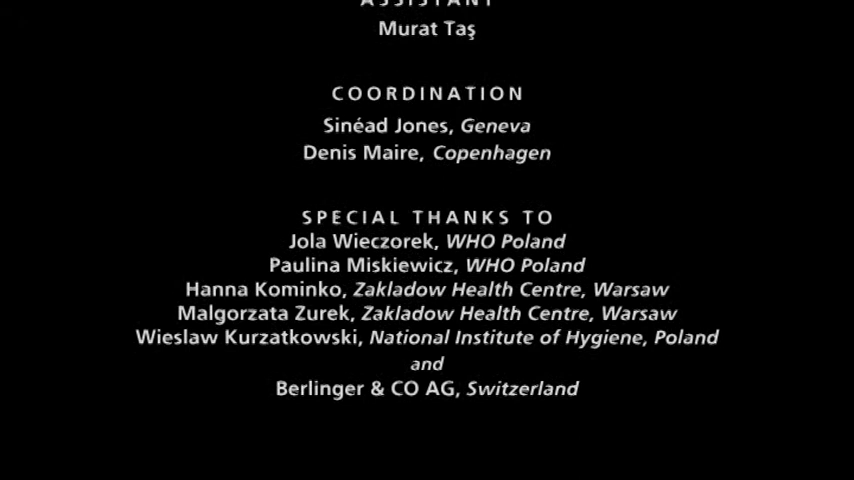 ASSISTANT
Murat Taş
COORDINATION
Sinéad Jones, Geneva
Denis Maire, Copenhagen
SPECIAL THANKS TO
Jola Wieczorek, WHO Poland
Paulina Miskiewicz, WHO Poland
Hanna Kominko, Zakladow Health Centre, Warsaw
Malgorzata Zurek, Zakladow Health Centre, Warsaw
Wieslaw Kurzatkowski, National Institute of Hygiene, Poland
and
Berlinger & CO AG, Switzerland